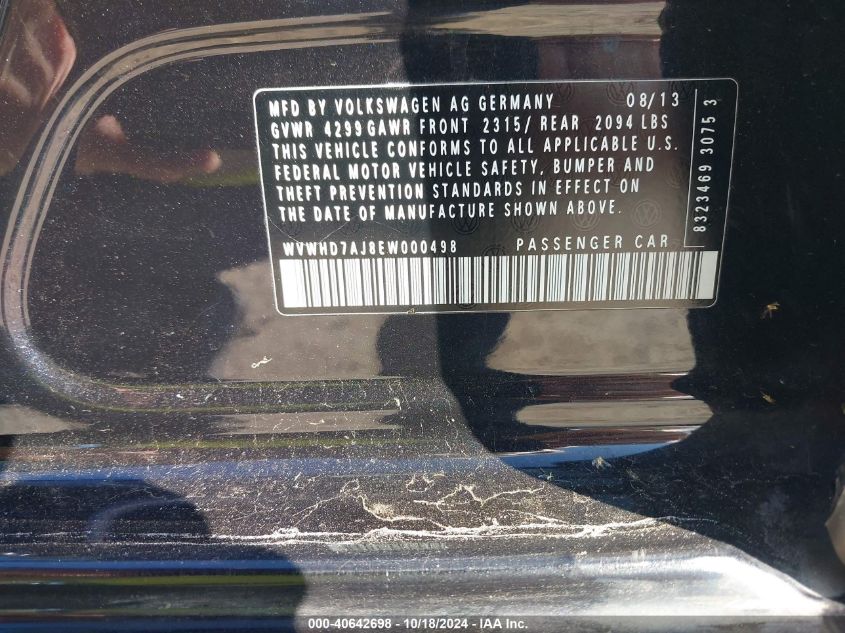 MFD BY VOLKSWAGEN AG GERMANY 08/13
GVWR 4299 GAWR FRONT 2315/ REAR 2094 LBS
THIS VEHICLE CONFORMS TO ALL APPLICABLE U.S.
FEDERAL MOTOR VEHICLE SAFETY, BUMPER AND
THEFT PREVENTION STANDARDS IN EFFECT ON
THE DATE OF MANUFACTURE SHOWN ABOVE.
WVWHD7AJ8EW000498 PASSENGER CAR
8323469 3075 3
000-40642698 - 10/18/2024 - IAA Inc.